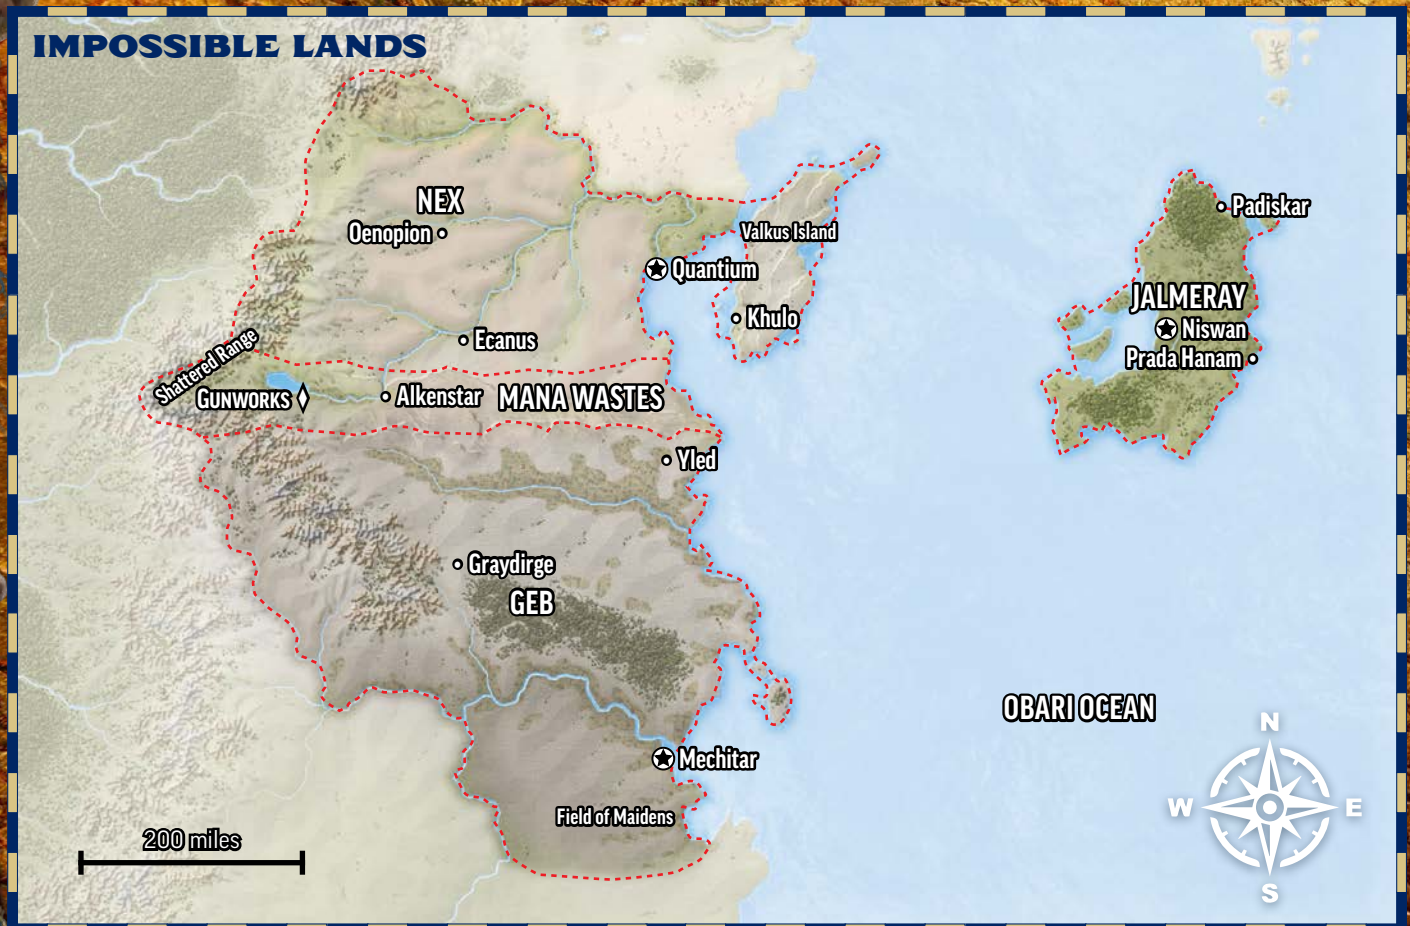 IMPOSSIBLE LANDS
NEX
Oenopion
Padiskar
Valkus Island
Quantium
JALMERAY
Khulo
Niswan
Ecanus
Shattered Range
Prada Hanam
GUNWORKS
Alkenstar
MANA WASTES
Yled
Graydirge
GEB
OBARI OCEAN
N
Mechitar
W
E
Field of Maidens
200 miles
S